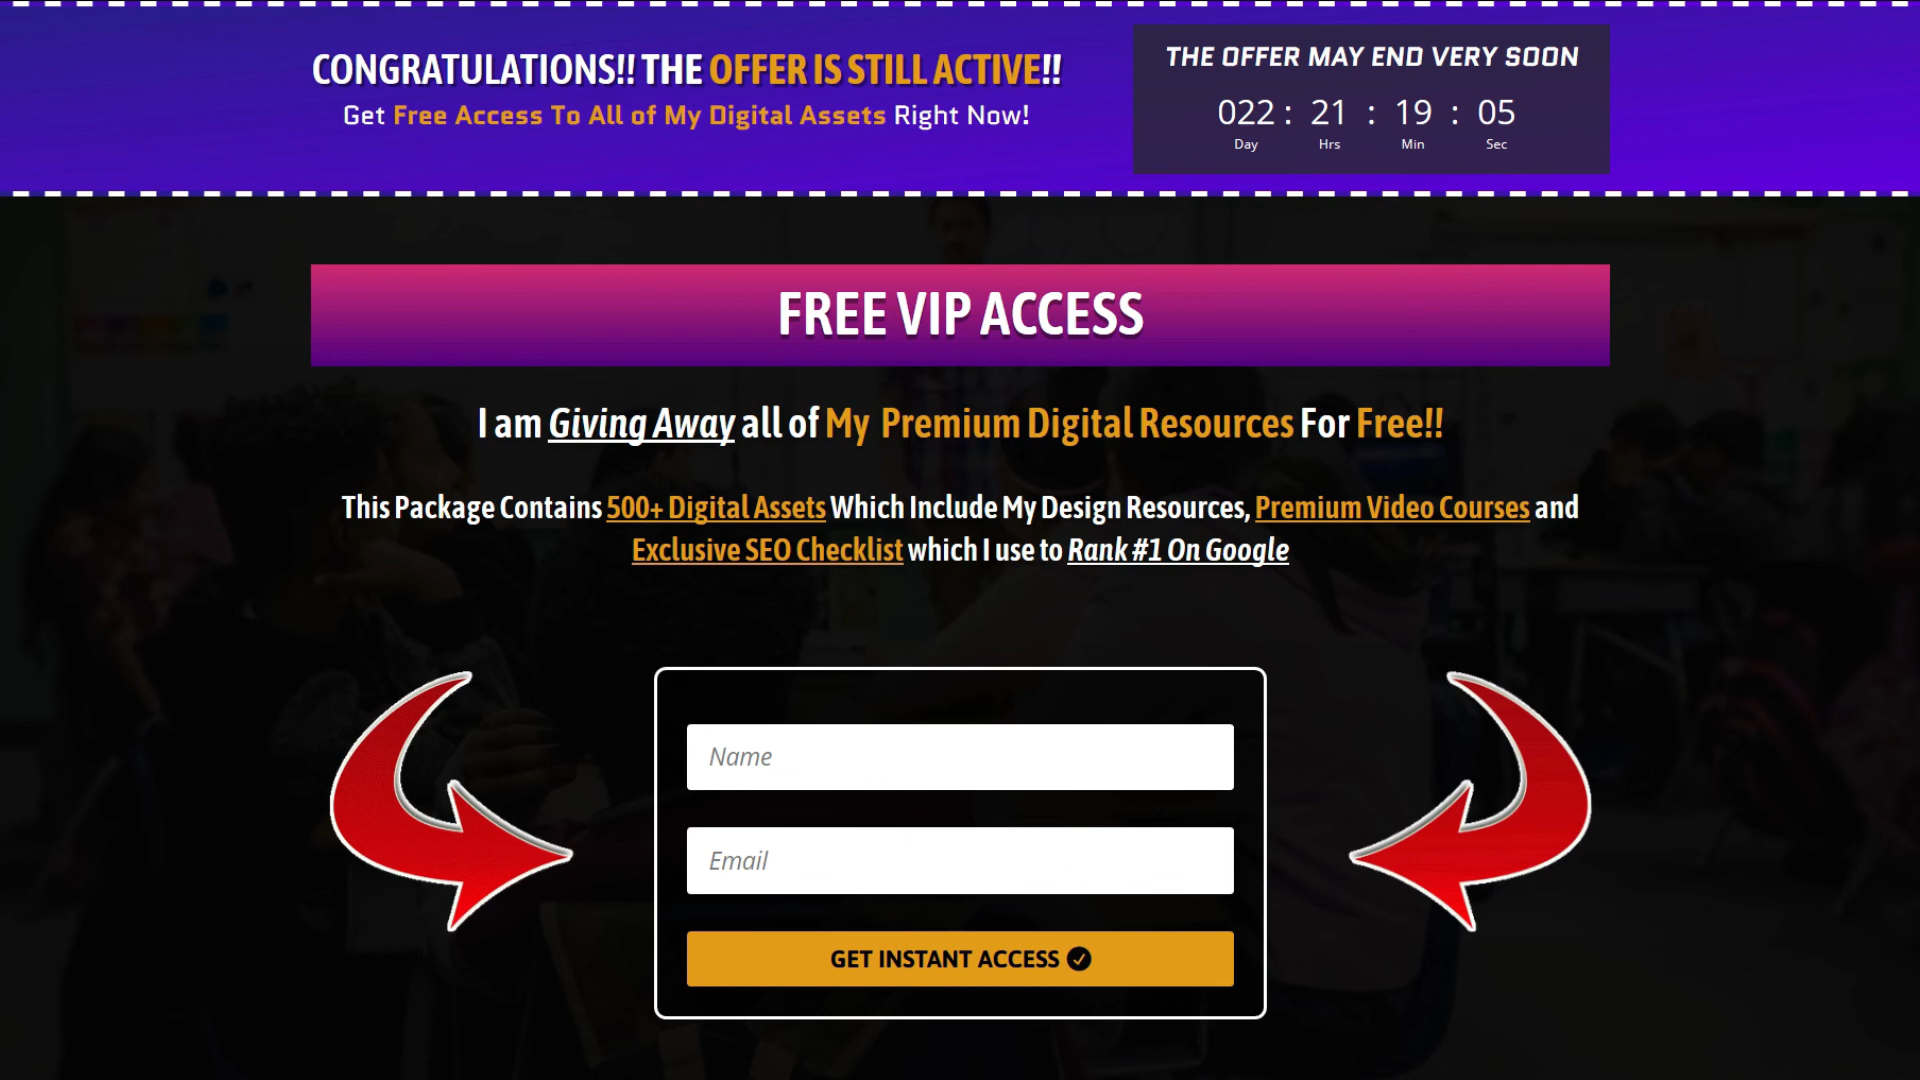 CONGRATULATIONS!! THE OFFER IS STILL ACTIVE!!
Get Free Access To All of My Digital Assets Right Now!
THE OFFER MAY END VERY SOON
022 : 21 : 19 : 05
Day Hrs Min Sec
FREE VIP ACCESS
I am Giving Away all of My Premium Digital Resources For Free!!
This Package Contains 500+ Digital Assets Which Include My Design Resources, Premium Video Courses and
Exclusive SEO Checklist which I use to Rank #1 On Google
Name
Email
GET INSTANT ACCESS